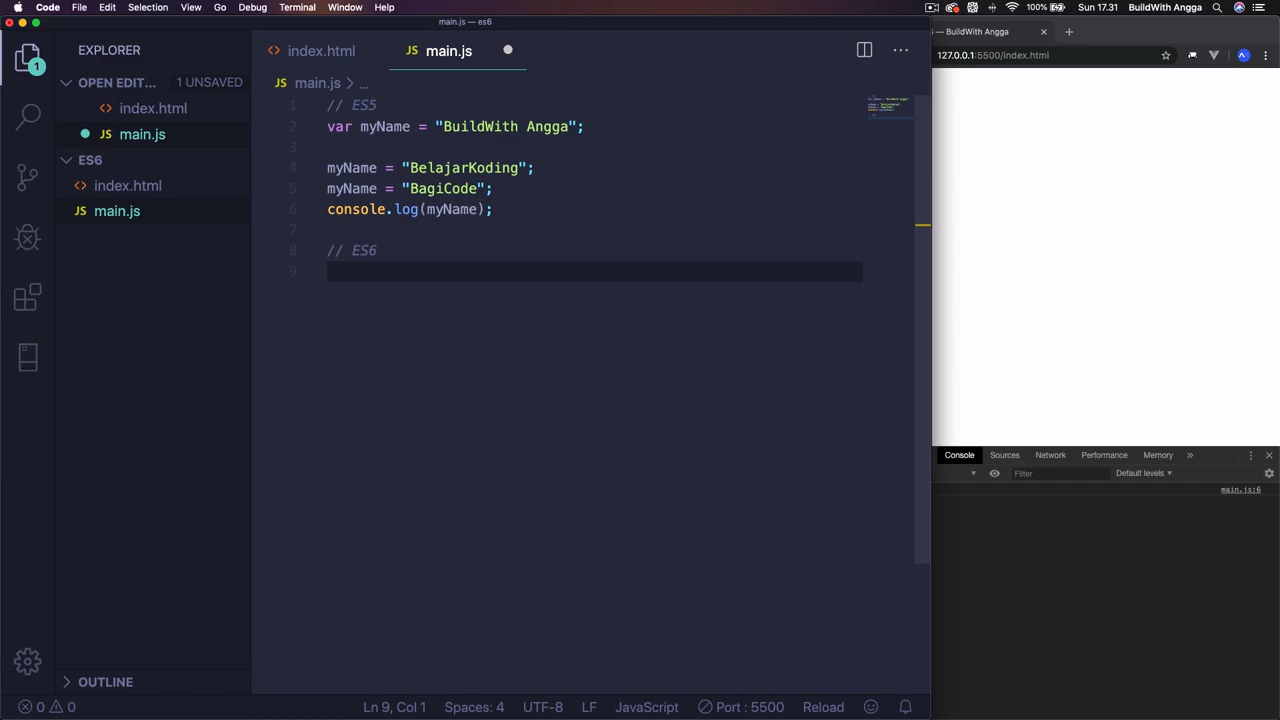 Code File Edit Selection View Go Debug Terminal Window Help 100% Sun 17.31 BuildWith Angga
main.js — es6
EXPLORER
index.html
JS main.js
— BuildWith Angga
127.0.0.1:5500/index.html
OPEN EDIT... 1 UNSAVED
1
index.html
JS main.js
ES6
index.html
JS main.js
JS main.js > ...
1 // ES5
2 var myName = "BuildWith Angga";
3
4 myName = "BelajarKoding";
5 myName = "BagiCode";
6 console.log(myName);
7
8 // ES6
9
Console Sources Network Performance Memory »
Filter Default levels
main.js:6
OUTLINE
0 0 Ln 9, Col 1 Spaces: 4 UTF-8 LF JavaScript Port : 5500 Reload